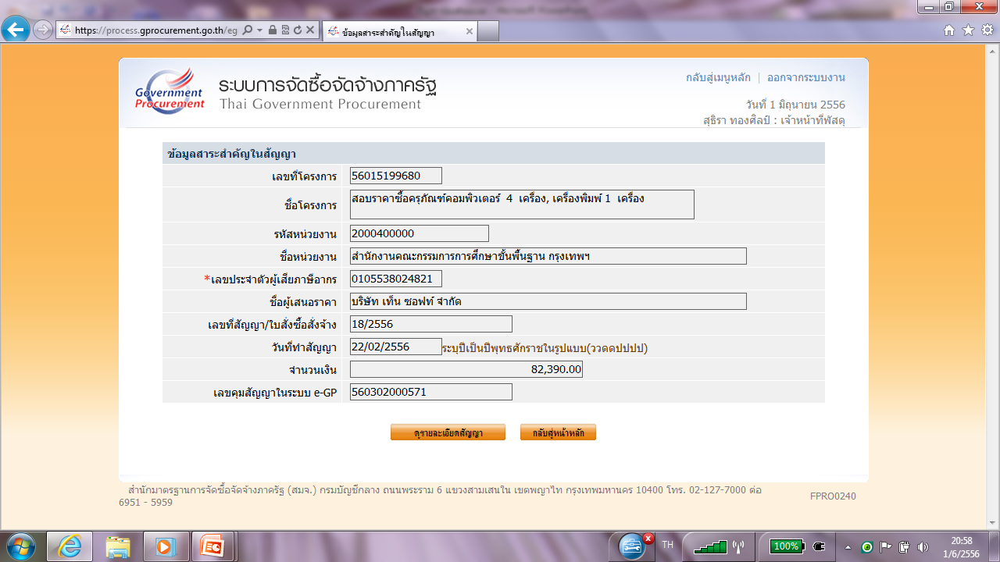 https://process.gprocurement.go.th/eg
ข้อมูลสาระสำคัญในสัญญา
Government
Procurement
ระบบการจัดซื้อจัดจ้างภาครัฐ
Thai Government Procurement
กลับสู่เมนูหลัก | ออกจากระบบงาน
วันที่ 1 มิถุนายน 2556
สุธิรา ทองศิลป์ : เจ้าหน้าที่พัสดุ
ข้อมูลสาระสำคัญในสัญญา
เลขที่โครงการ 56015199680
ชื่อโครงการ สอบราคาซื้อครุภัณฑ์คอมพิวเตอร์ 4 เครื่อง, เครื่องพิมพ์ 1 เครื่อง
รหัสหน่วยงาน 2000400000
ชื่อหน่วยงาน สำนักงานคณะกรรมการการศึกษาขั้นพื้นฐาน กรุงเทพฯ
*เลขประจำตัวผู้เสียภาษีอากร 0105538024821
ชื่อผู้เสนอราคา บริษัท เท็น ซอฟท์ จำกัด
เลขที่สัญญา/ใบสั่งซื้อสั่งจ้าง 18/2556
วันที่ทำสัญญา 22/02/2556 ระบุปีเป็นปีพุทธศักราชในรูปแบบ(ววดดปปปป)
จำนวนเงิน 82,390.00
เลขคุมสัญญาในระบบ e-GP 560302000571
ดูรายละเอียดสัญญา กลับสู่หน้าหลัก
สำนักมาตรฐานการจัดซื้อจัดจ้างภาครัฐ (สมจ.) กรมบัญชีกลาง ถนนพระราม 6 แขวงสามเสนใน เขตพญาไท กรุงเทพมหานคร 10400 โทร. 02-127-7000 ต่อ
6951 - 5959
FPRO0240
TH
100%
20:58
1/6/2556